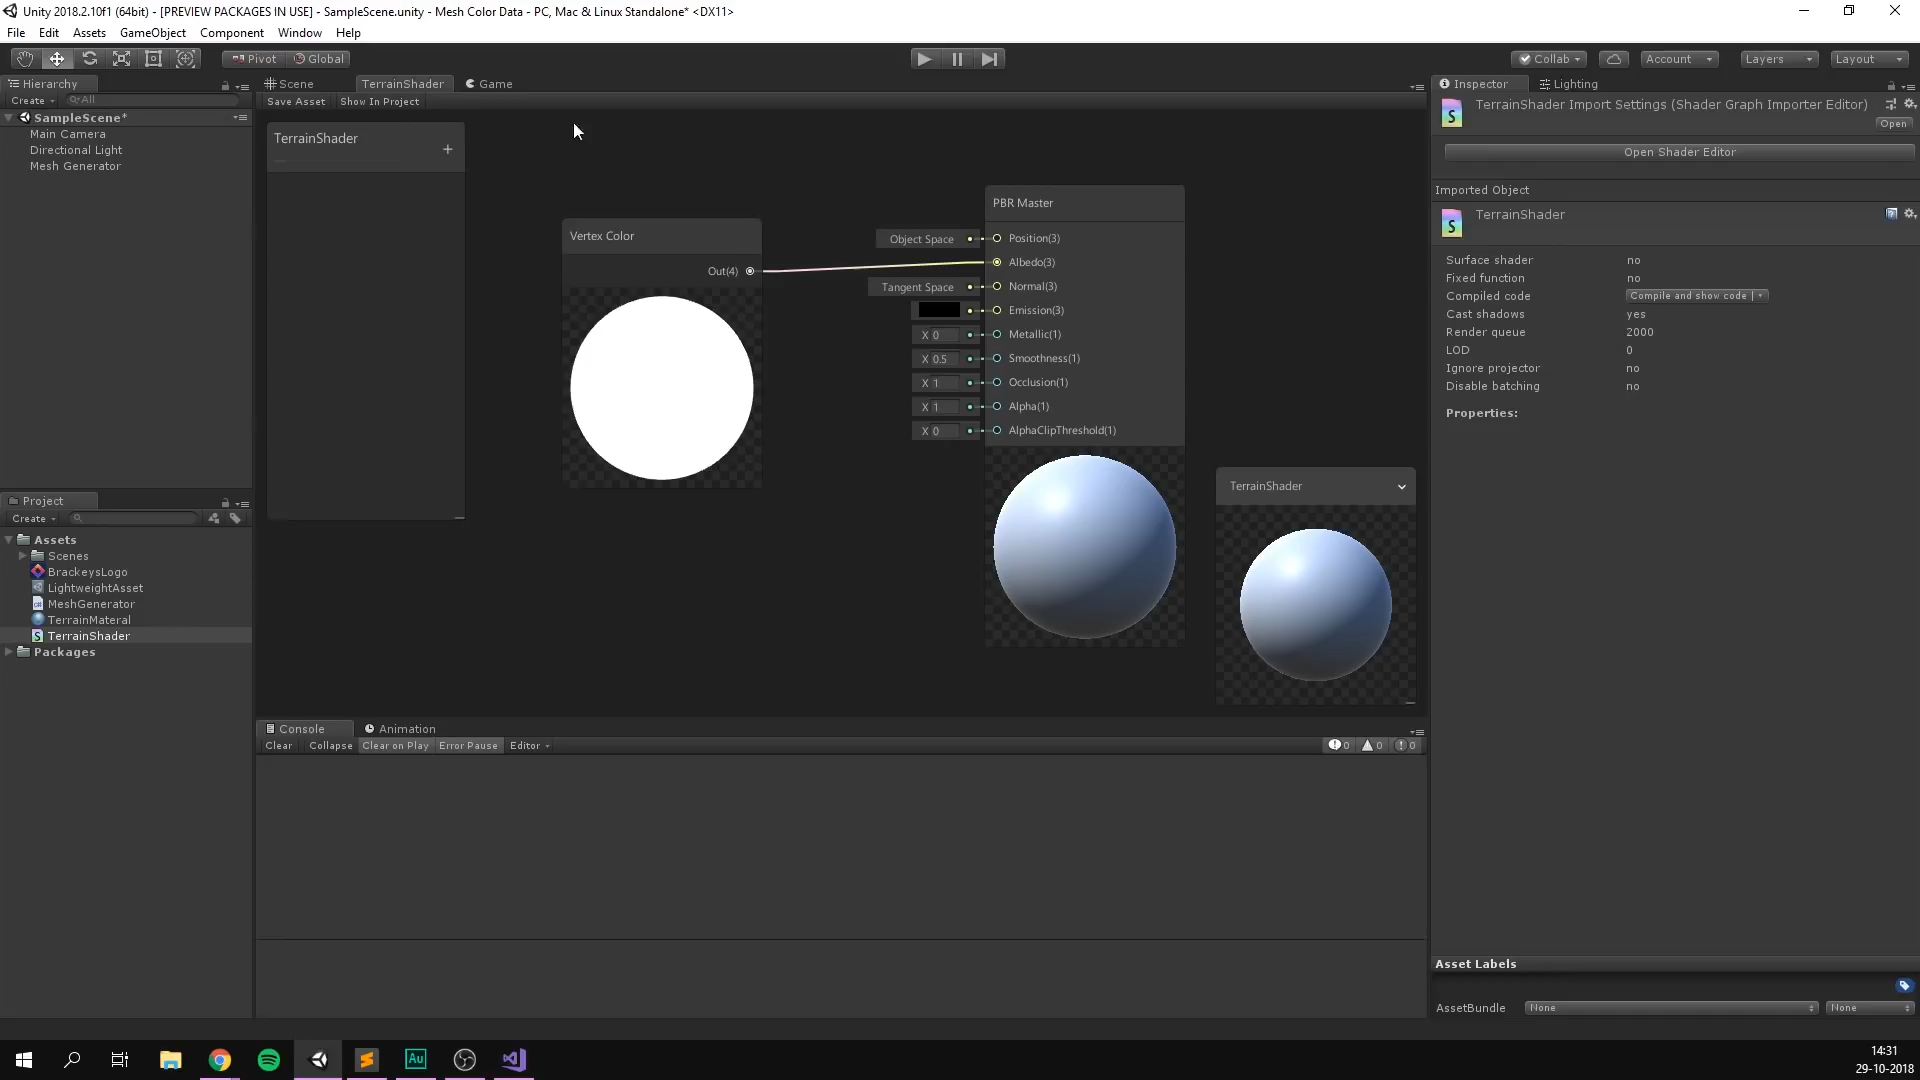 Unity 2018.2.10f1 (64bit) - [PREVIEW PACKAGES IN USE] - SampleScene.unity - Mesh Color Data - PC, Mac & Linux Standalone* <DX11>
File Edit Assets GameObject Component Window Help
Pivot Global Collab Account Layers Layout
Hierarchy
Create All
SampleScene*
Main Camera
Directional Light
Mesh Generator
Project
Create
Assets
Scenes
BrackeysLogo
LightweightAsset
MeshGenerator
TerrainMateral
TerrainShader
Packages
Scene TerrainShader Game
Save Asset Show In Project
TerrainShader
+
Vertex Color
Out(4)
PBR Master
Object Space Position(3)
Albedo(3)
Tangent Space Normal(3)
Emission(3)
X 0 Metallic(1)
X 0.5 Smoothness(1)
X 1 Occlusion(1)
X 1 Alpha(1)
X 0 AlphaClipThreshold(1)
TerrainShader
Console Animation
Clear Collapse Clear on Play Error Pause Editor 0 0 0
Inspector Lighting
TerrainShader Import Settings (Shader Graph Importer Editor)
Open
Open Shader Editor
Imported Object
TerrainShader
Surface shader no
Fixed function no
Compiled code Compile and show code
Cast shadows yes
Render queue 2000
LOD 0
Ignore projector no
Disable batching no
Properties:
Asset Labels
AssetBundle None None
Au
14:31
29-10-2018